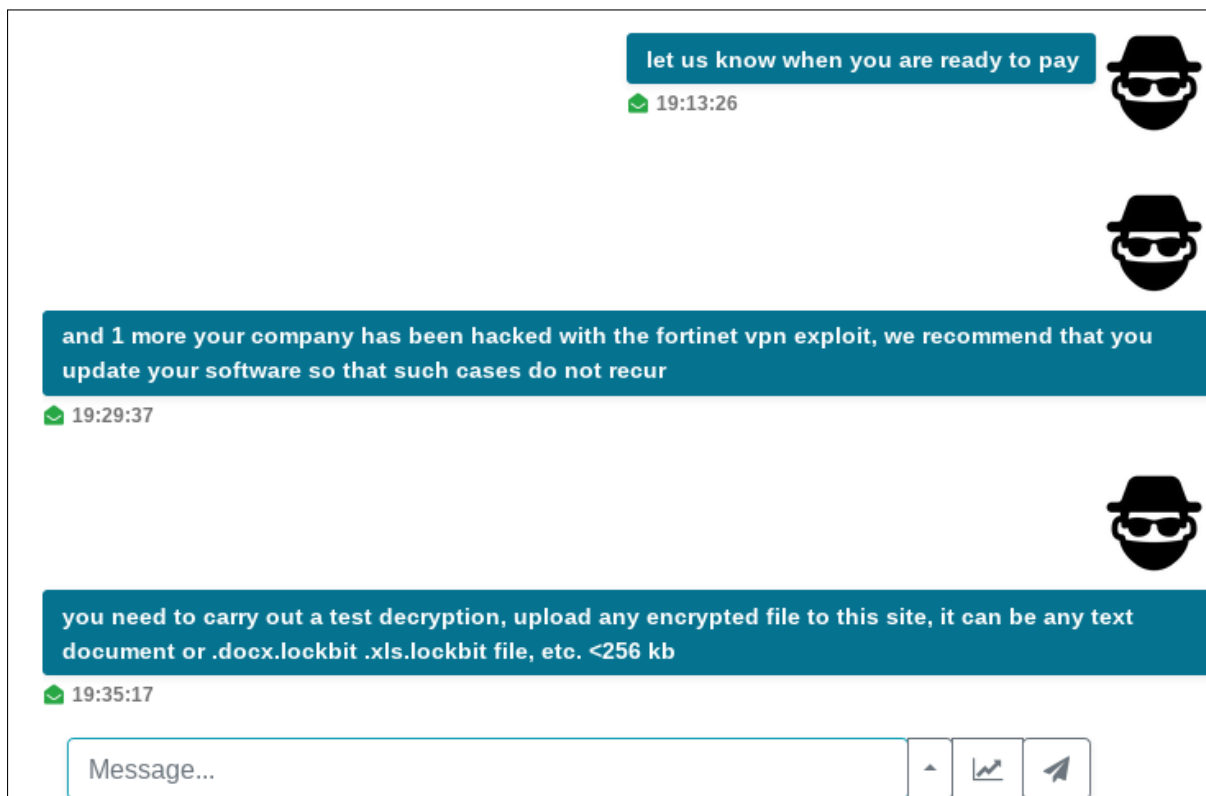 let us know when you are ready to pay
19:13:26
and 1 more your company has been hacked with the fortinet vpn exploit, we recommend that you
update your software so that such cases do not recur
19:29:37
you need to carry out a test decryption, upload any encrypted file to this site, it can be any text
document or .docx.lockbit .xls.lockbit file, etc. <256 kb
19:35:17
Message...